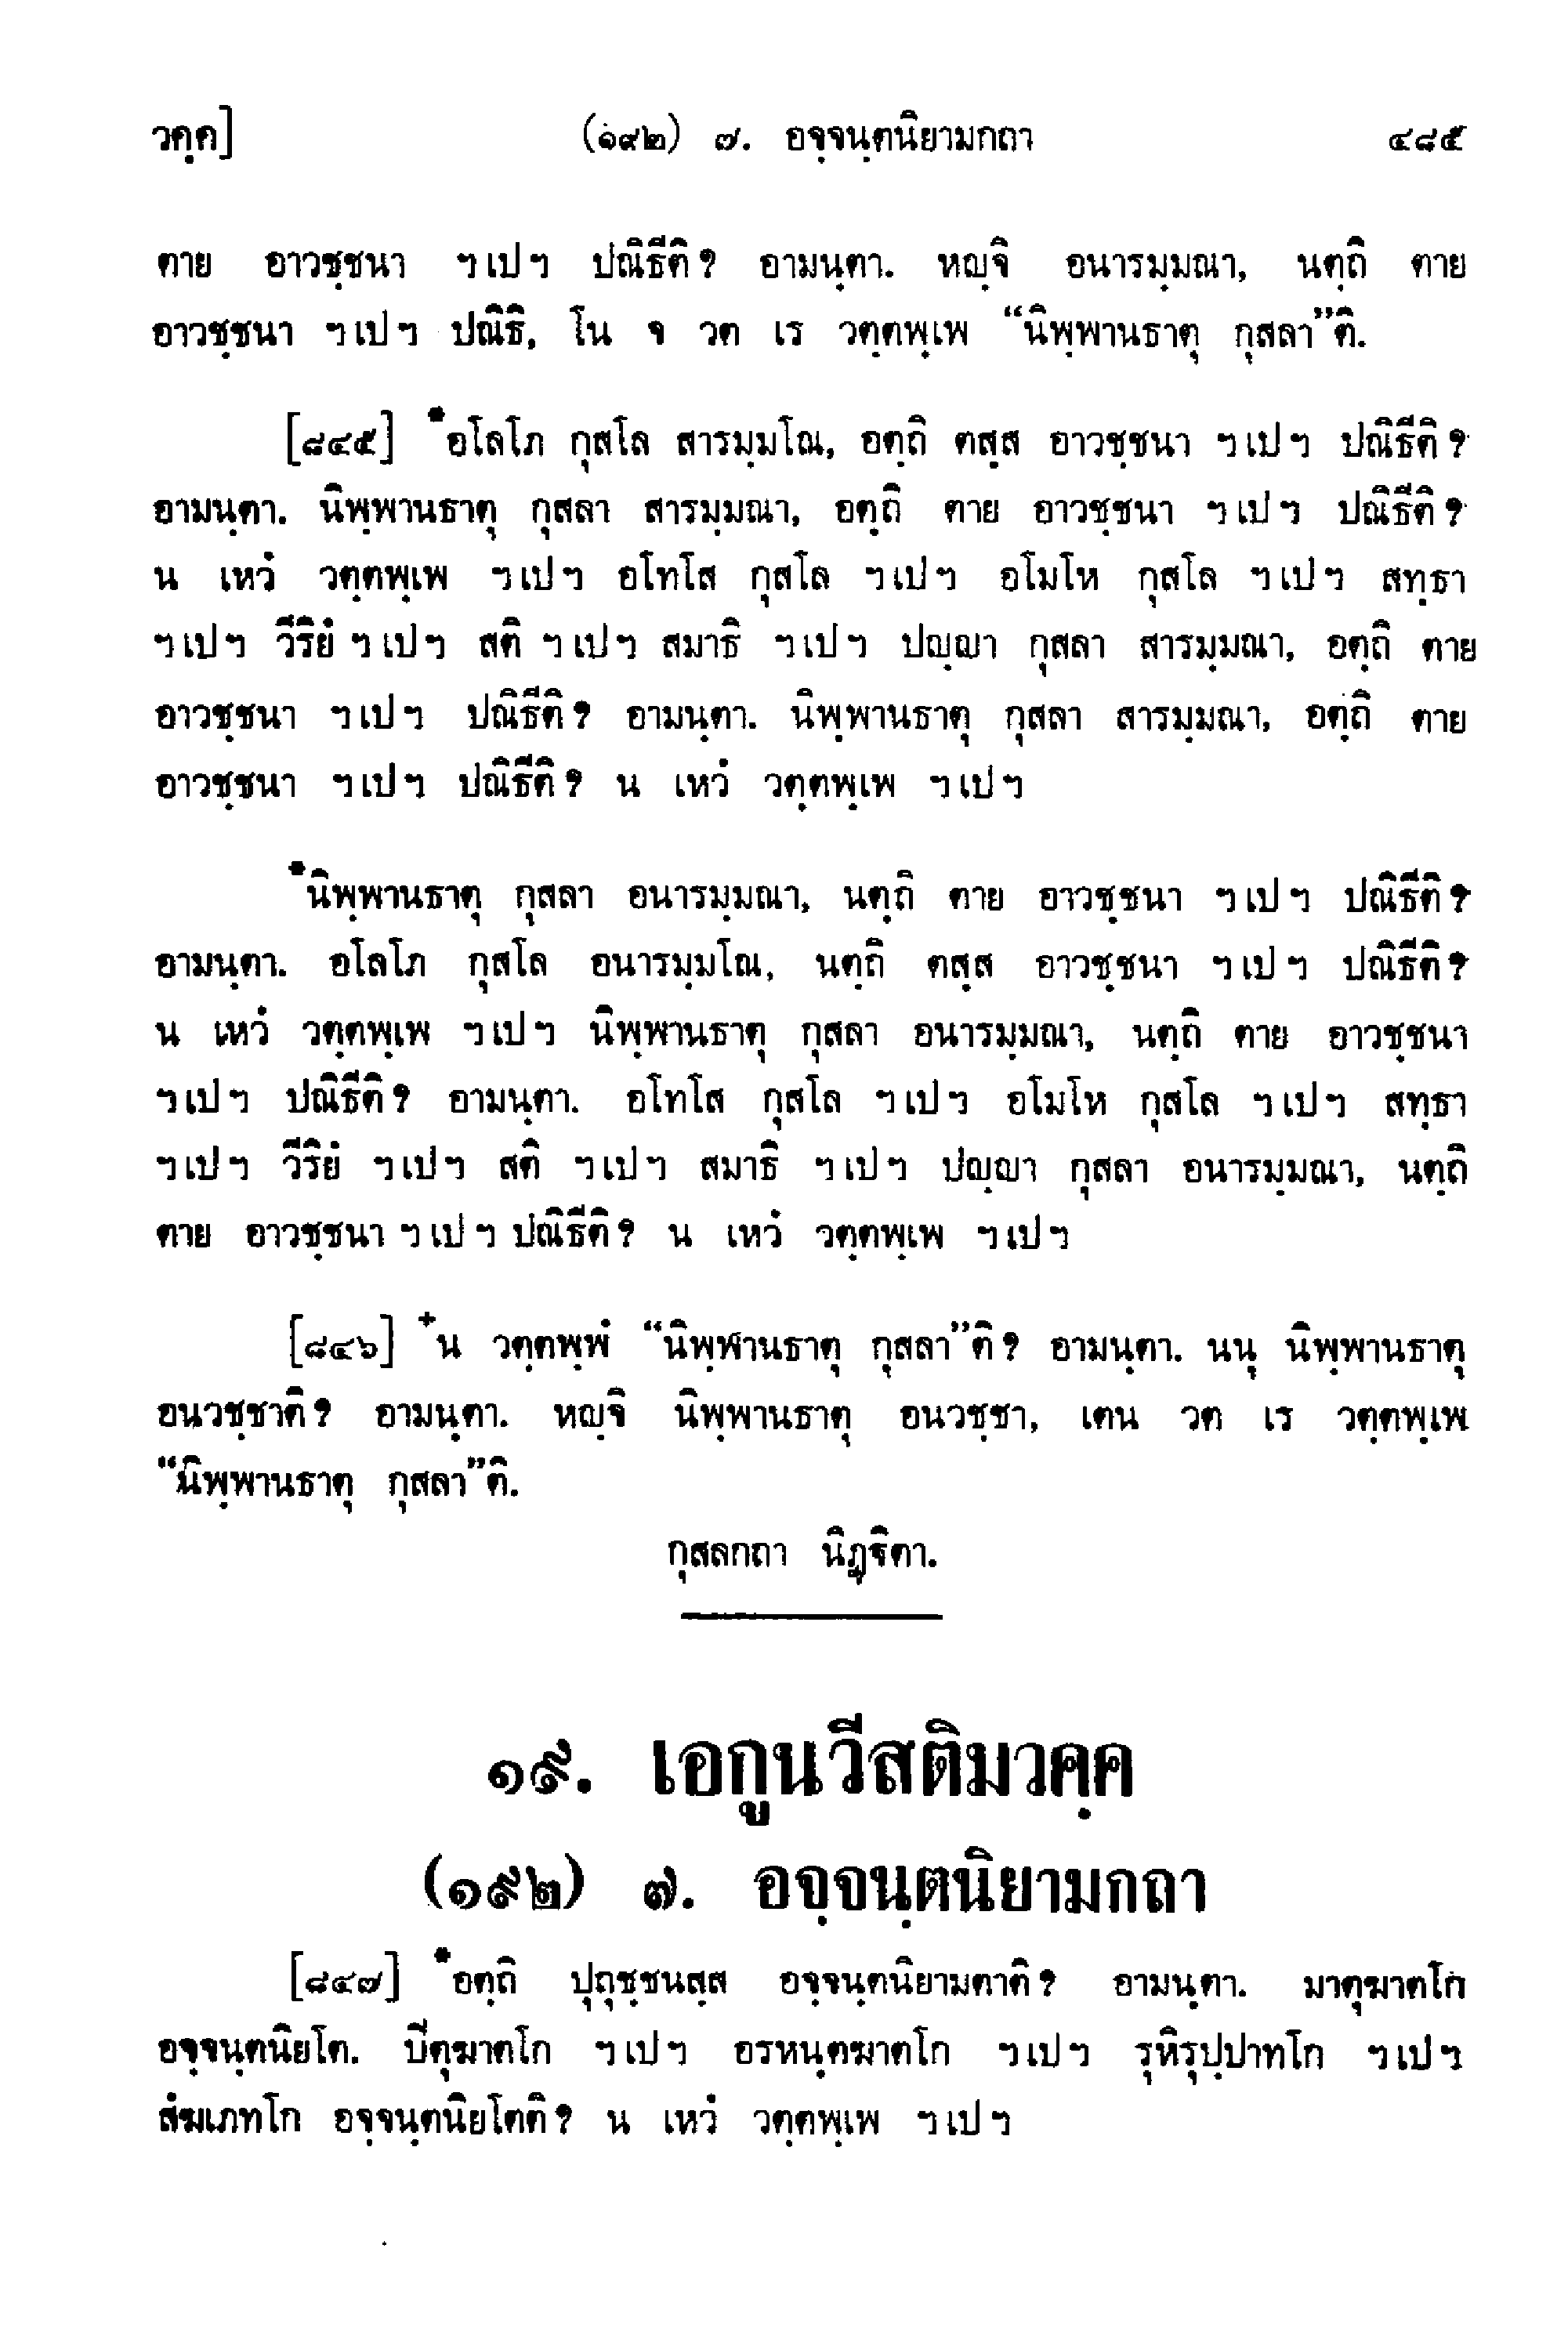 วคฺค] (๑๙๒) ๗. อจฺจนฺตนิยามกถา ๔๘๕
ตาย อาวชฺชนา ฯเปฯ ปณิธีติ? อามนฺตา. หญฺจิ อนารมฺมณา, นตฺถิ ตาย
อาวชฺชนา ฯเปฯ ปณิธิ, โน จ วต เร วตฺตพฺเพ “นิพฺพานธาตุ กุสลา”ติ.
[๘๔๕] *อโลโภ กุสโล สารมฺมโณ, อตฺถิ ตสฺส อาวชฺชนา ฯเปฯ ปณิธีติ?
อามนฺตา. นิพฺพานธาตุ กุสลา สารมฺมณา, อตฺถิ ตาย อาวชฺชนา ฯเปฯ ปณิธีติ?
น เหวํ วตฺตพฺเพ ฯเปฯ อโทโส กุสโล ฯเปฯ อโมโห กุสโล ฯเปฯ สทฺธา
ฯเปฯ วีริยํ ฯเปฯ สติ ฯเปฯ สมาธิ ฯเปฯ ปญฺญา กุสลา สารมฺมณา, อตฺถิ ตาย
อาวชฺชนา ฯเปฯ ปณิธีติ? อามนฺตา. นิพฺพานธาตุ กุสลา สารมฺมณา, อตฺถิ ตาย
อาวชฺชนา ฯเปฯ ปณิธีติ? น เหวํ วตฺตพฺเพ ฯเปฯ
*นิพฺพานธาตุ กุสลา อนารมฺมณา, นตฺถิ ตาย อาวชฺชนา ฯเปฯ ปณิธีติ?
อามนฺตา. อโลโภ กุสโล อนารมฺมโณ, นตฺถิ ตสฺส อาวชฺชนา ฯเปฯ ปณิธีติ?
น เหวํ วตฺตพฺเพ ฯเปฯ นิพฺพานธาตุ กุสลา อนารมฺมณา, นตฺถิ ตาย อาวชฺชนา
ฯเปฯ ปณิธีติ? อามนฺตา. อโทโส กุสโล ฯเปฯ อโมโห กุสโล ฯเปฯ สทฺธา
ฯเปฯ วีริยํ ฯเปฯ สติ ฯเปฯ สมาธิ ฯเปฯ ปญฺญา กุสลา อนารมฺมณา, นตฺถิ
ตาย อาวชฺชนา ฯเปฯ ปณิธีติ? น เหวํ วตฺตพฺเพ ฯเปฯ
[๘๔๖] +น วตฺตพฺพํ “นิพฺพานธาตุ กุสลา”ติ? อามนฺตา. นนุ นิพฺพานธาตุ
อนวชฺชาติ? อามนฺตา. หญฺจิ นิพฺพานธาตุ อนวชฺชา, เตน วต เร วตฺตพฺเพ
“นิพฺพานธาตุ กุสลา”ติ.
กุสลกถา นิฏฺฐิตา.
๑๙. เอกูนวีสติมวคฺค
(๑๙๒) ๗. อจฺจนฺตนิยามกถา
[๘๔๗] *อตฺถิ ปุถุชฺชนสฺส อจฺจนฺตนิยามตาติ? อามนฺตา. มาตุฆาตโก
อจฺจนฺตนิยโต. ปิตุฆาตโก ฯเปฯ อรหนฺตฆาตโก ฯเปฯ รุหิรุปฺปาทโก ฯเปฯ
สํฆเภทโก อจฺจนฺตนิยโตติ? น เหวํ วตฺตพฺเพ ฯเปฯ